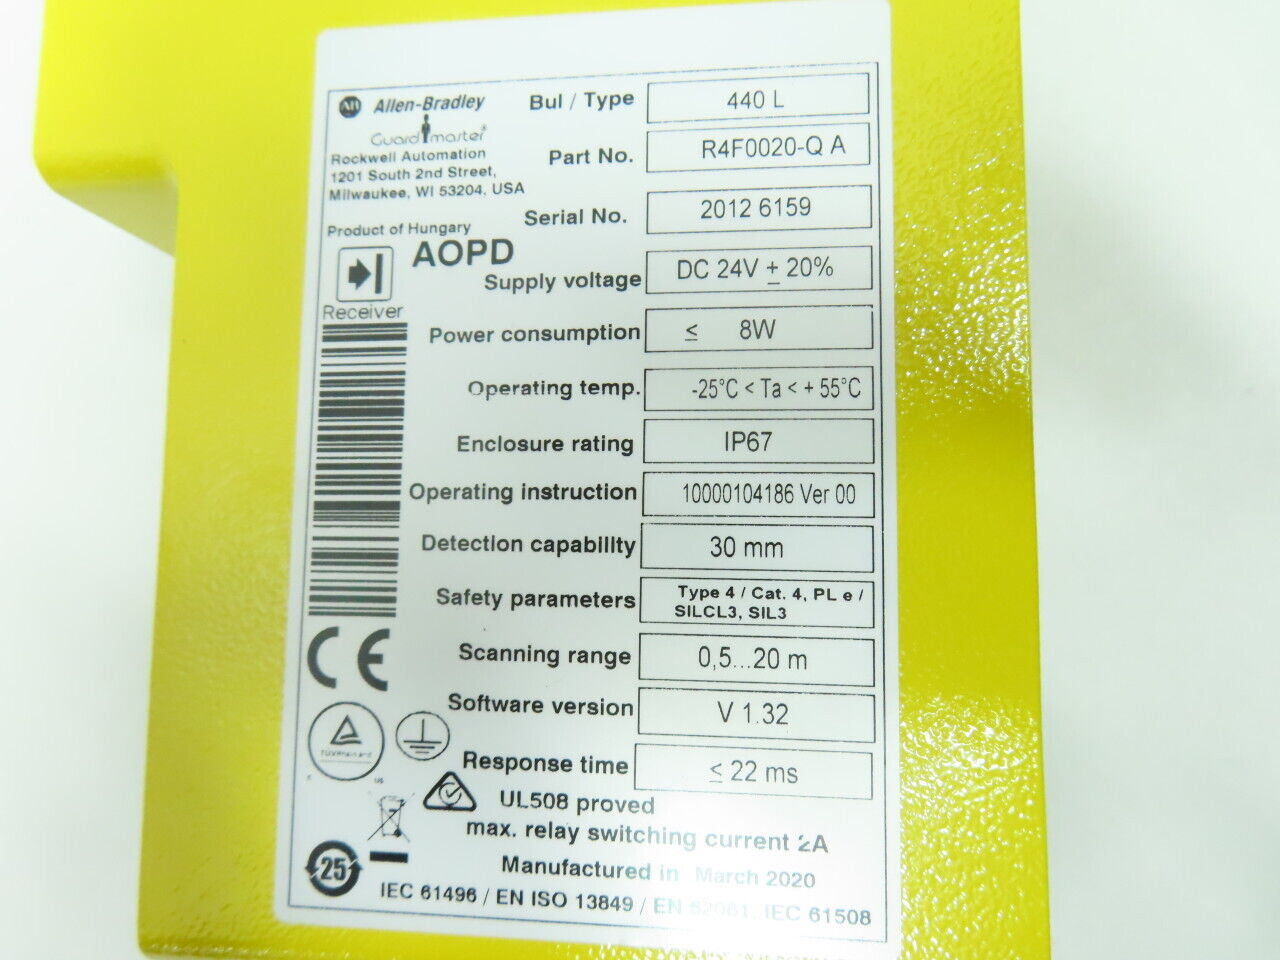 AB Allen-Bradley
Guardmaster®
Rockwell Automation
1201 South 2nd Street,
Milwaukee, WI 53204, USA
Product of Hungary
AOPD
Receiver
Bul / Type 440 L
Part No. R4F0020-Q A
Serial No. 2012 6159
Supply voltage DC 24V ± 20%
Power consumption ≤ 8W
Operating temp. -25°C < Ta < + 55°C
Enclosure rating IP67
Operating instruction 10000104186 Ver 00
Detection capability 30 mm
Safety parameters Type 4 / Cat. 4, PL e /
SILCL3, SIL3
Scanning range 0,5...20 m
Software version V 1.32
Response time ≤ 22 ms
CE
TÜVRheinland
c US
UL508 proved
max. relay switching current 2A
Manufactured in March 2020
25
IEC 61496 / EN ISO 13849 / EN 62061, IEC 61508